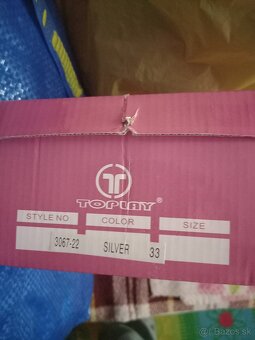 TOPLAY®
STYLE NO. COLOR SIZE
3067-22 SILVER 33
Bazos.sk